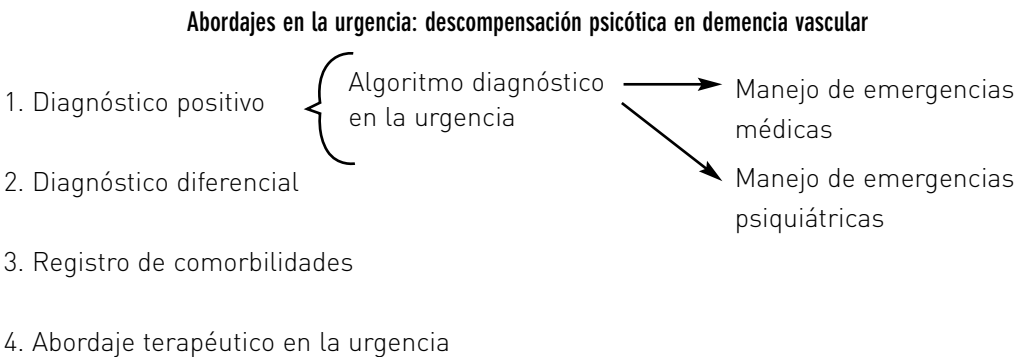 Abordajes en la urgencia: descompensación psicótica en demencia vascular
1. Diagnóstico positivo
Algoritmo diagnóstico
en la urgencia
Manejo de emergencias
médicas
Manejo de emergencias
psiquiátricas
2. Diagnóstico diferencial
3. Registro de comorbilidades
4. Abordaje terapéutico en la urgencia